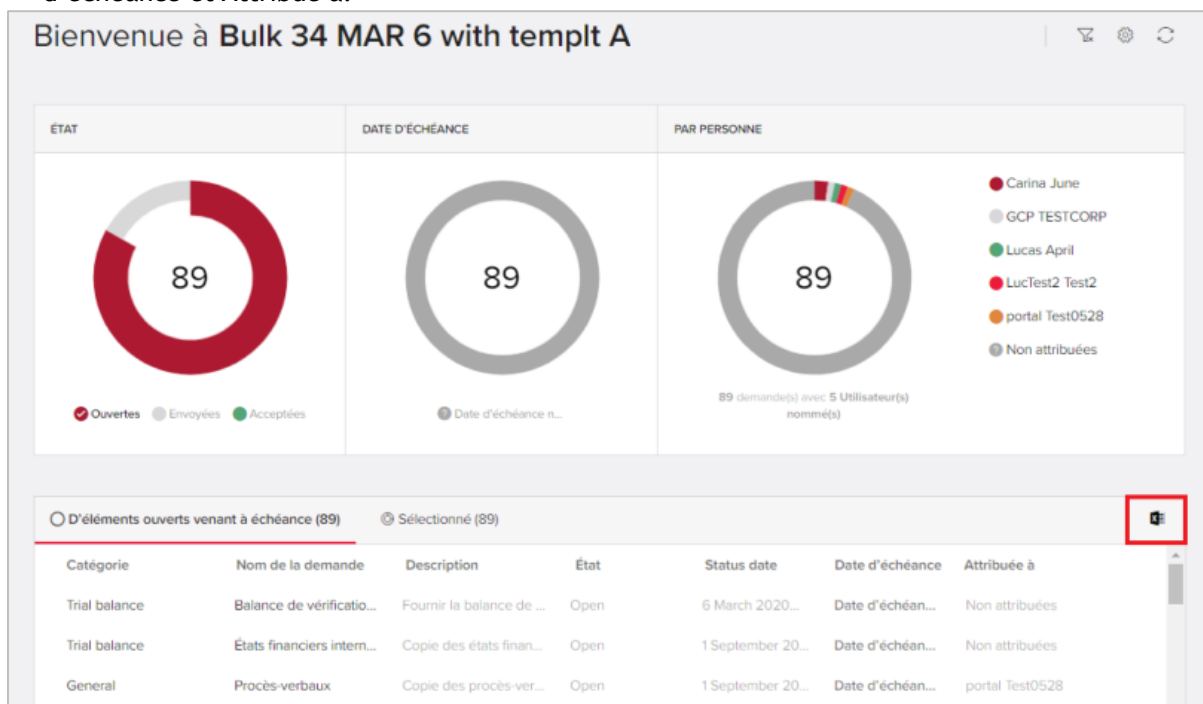 d'échéance et Attribué à.
Bienvenue à Bulk 34 MAR 6 with templt A
ÉTAT
DATE D'ÉCHÉANCE
PAR PERSONNE
89
Ouvertes Envoyées Acceptées
89
Date d'échéance n...
89
89 demande(s) avec 5 Utilisateur(s)
nommé(s)
Carina June
GCP TESTCORP
Lucas April
LucTest2 Test2
portal Test0528
Non attribuées
D'éléments ouverts venant à échéance (89) Sélectionné (89)
Catégorie Nom de la demande Description État Status date Date d'échéance Attribuée à
Trial balance Balance de vérificatio... Fournir la balance de ... Open 6 March 2020... Date d'échéan... Non attribuées
Trial balance États financiers intern... Copie des états finan... Open 1 September 20... Date d'échéan... Non attribuées
General Procès-verbaux Copie des procès-ver... Open 1 September 20... Date d'échéan... portal Test0528